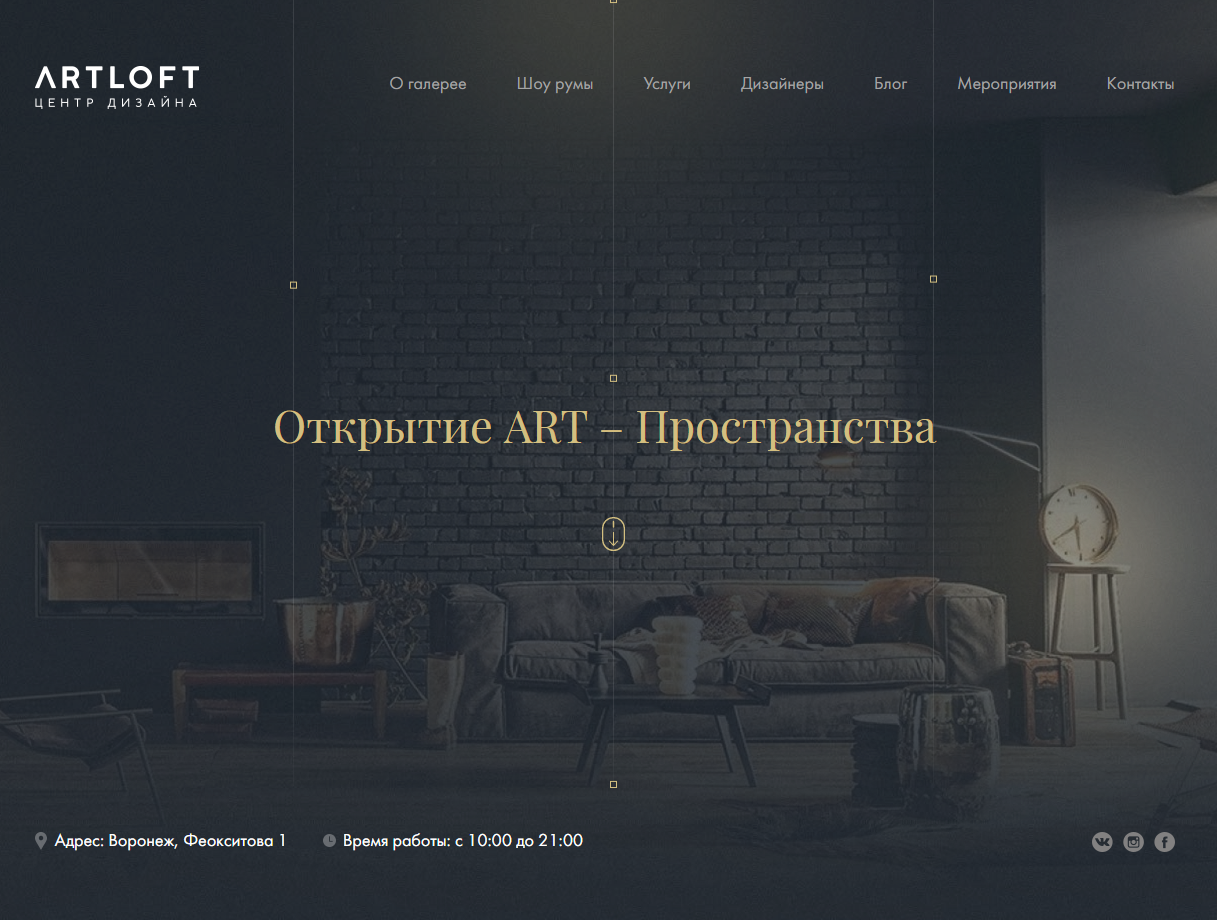 ARTLOFT
ЦЕНТР ДИЗАЙНА
О галерее Шоу румы Услуги Дизайнеры Блог Мероприятия Контакты
Открытие ART – Пространства
Адрес: Воронеж, Феокситова 1 Время работы: с 10:00 до 21:00